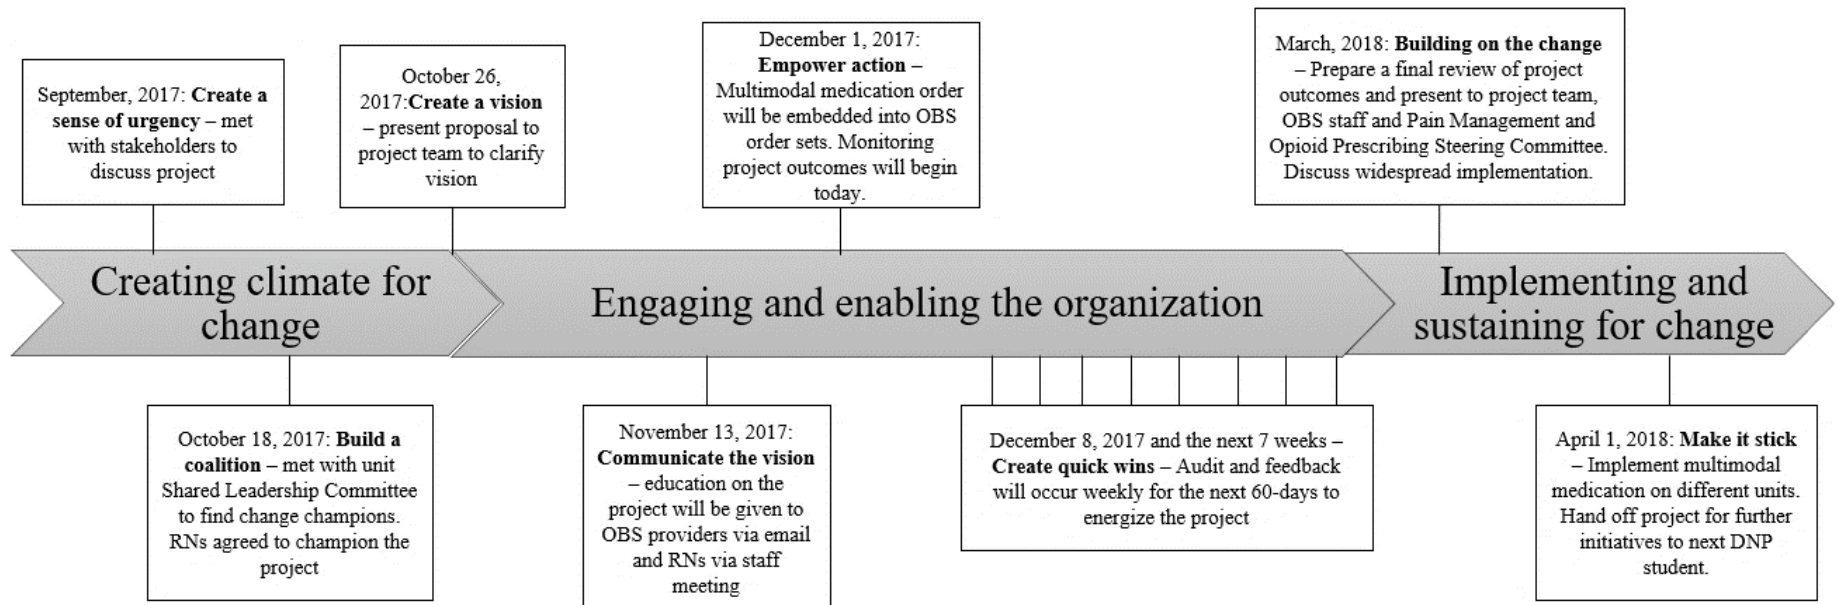 September, 2017: Create a
sense of urgency – met
with stakeholders to
discuss project
October 26,
2017:Create a vision
– present proposal to
project team to clarify
vision
December 1, 2017:
Empower action –
Multimodal medication order
will be embedded into OBS
order sets. Monitoring
project outcomes will begin
today.
March, 2018: Building on the change
– Prepare a final review of project
outcomes and present to project team,
OBS staff and Pain Management and
Opioid Prescribing Steering Committee.
Discuss widespread implementation.
Creating climate for
change
Engaging and enabling the organization
Implementing and
sustaining for change
October 18, 2017: Build a
coalition – met with unit
Shared Leadership Committee
to find change champions.
RNs agreed to champion the
project
November 13, 2017:
Communicate the vision
– education on the
project will be given to
OBS providers via email
and RNs via staff
meeting
December 8, 2017 and the next 7 weeks –
Create quick wins – Audit and feedback
will occur weekly for the next 60-days to
energize the project
April 1, 2018: Make it stick
– Implement multimodal
medication on different units.
Hand off project for further
initiatives to next DNP
student.